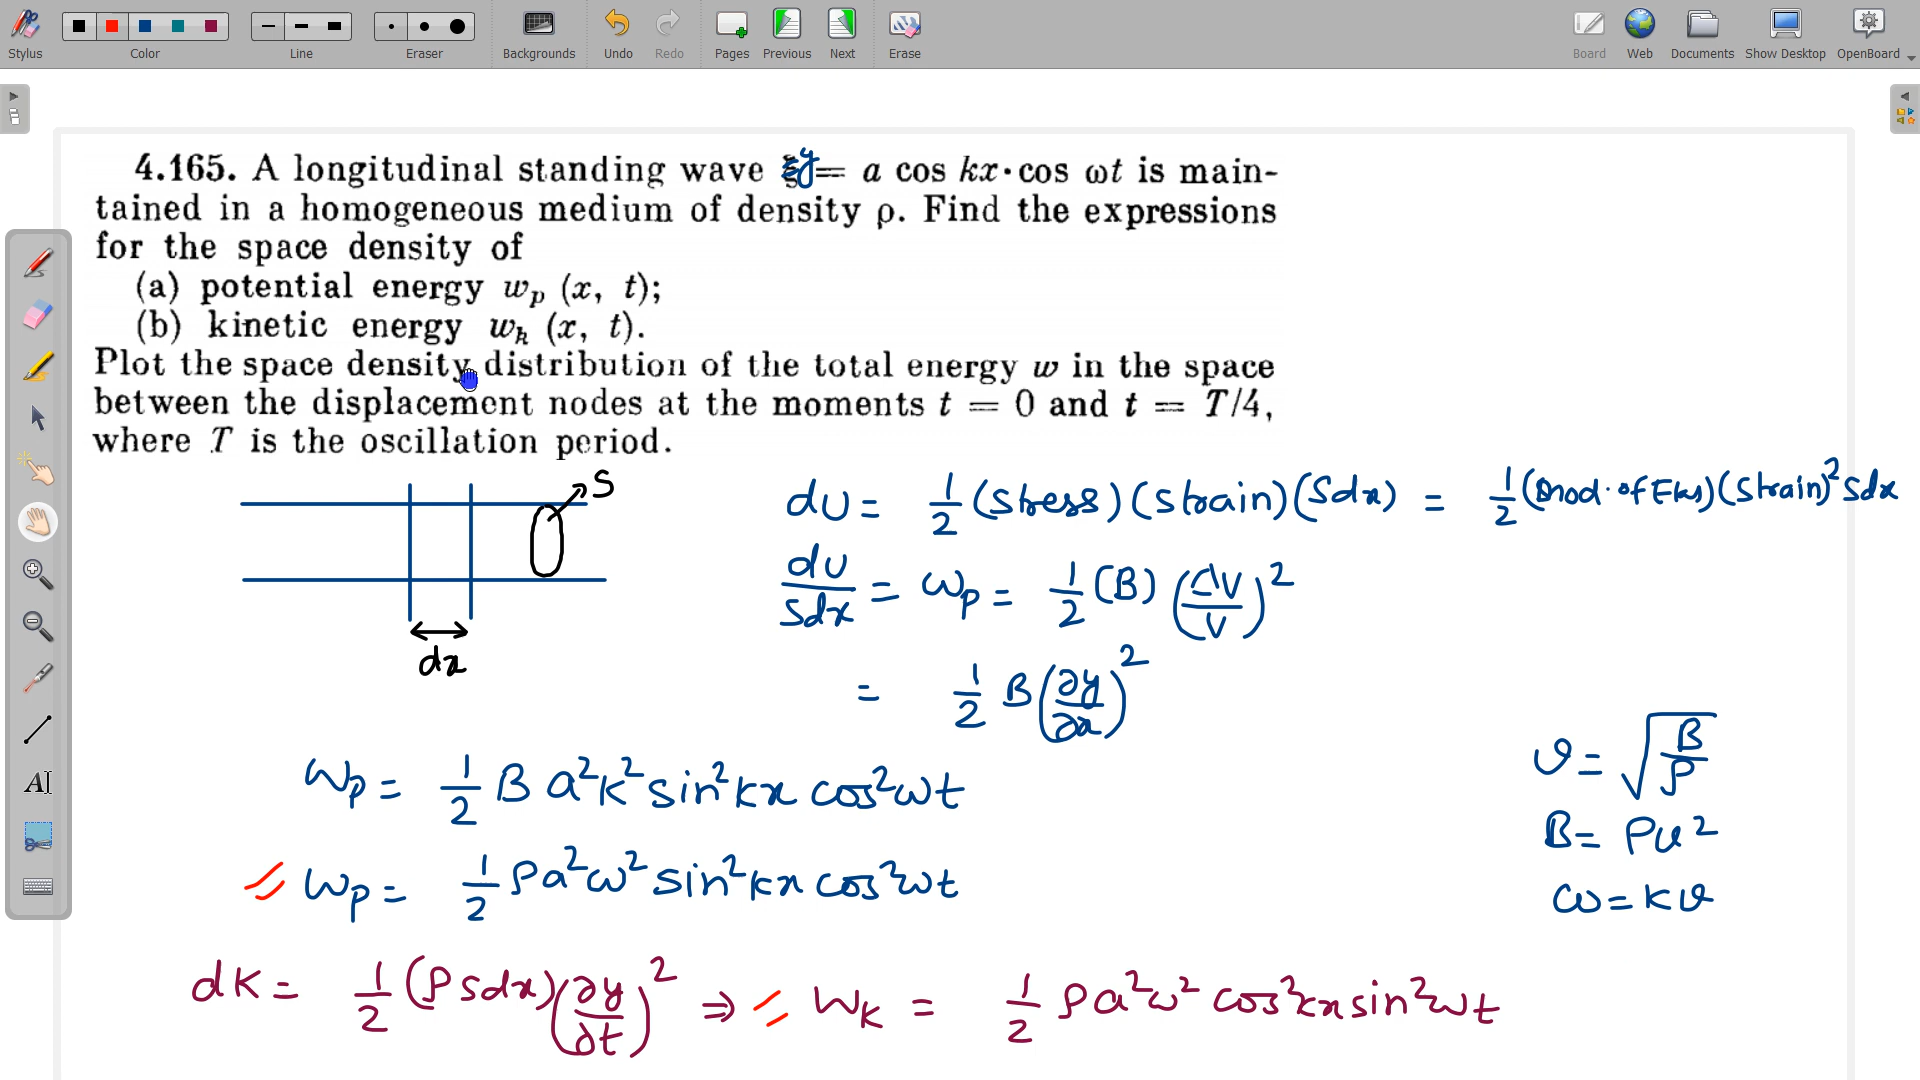 Stylus Color Line Eraser Backgrounds Undo Redo Pages Previous Next Erase Board Web Documents Show Desktop OpenBoard
4.165. A longitudinal standing wave y = a cos kx·cos ωt is main-
tained in a homogeneous medium of density ρ. Find the expressions
for the space density of
(a) potential energy w_p (x, t);
(b) kinetic energy w_k (x, t).
Plot the space density distribution of the total energy w in the space
between the displacement nodes at the moments t = 0 and t = T/4,
where T is the oscillation period.
S
dx
dU = 1/2 (Stress)(Strain)(Sdx) = 1/2 (mod. of Elas)(Strain)² Sdx
dU/Sdx = W_p = 1/2 (B) (ΔV/V)²
= 1/2 B (∂y/∂x)²
W_p = 1/2 B a²k² sin²kx cos²ωt
W_p = 1/2 ρa²ω² sin²kx cos²ωt
v = √(B/ρ)
B = ρv²
ω = kv
dK = 1/2 (ρSdx)(∂y/∂t)² ⇒ W_K = 1/2 ρa²ω² cos²kx sin²ωt